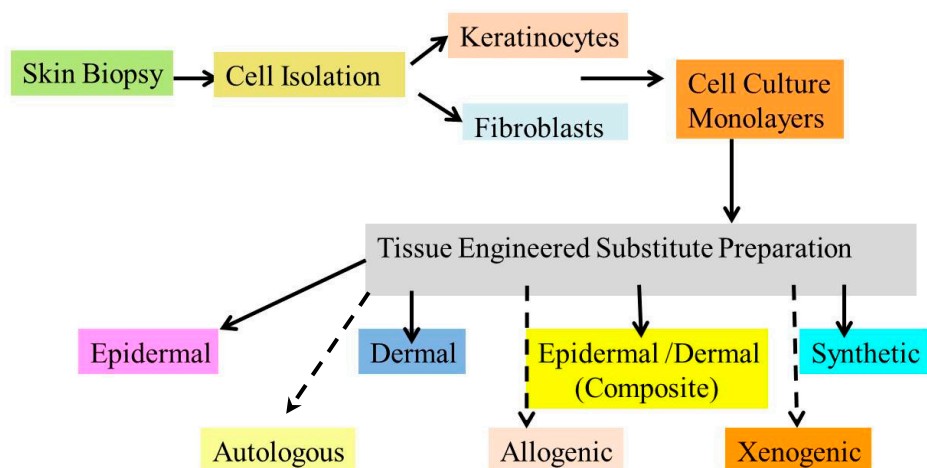 Keratinocytes
Skin Biopsy
Cell Isolation
Cell Culture
Monolayers
Fibroblasts
Tissue Engineered Substitute Preparation
Epidermal
Dermal
Epidermal /Dermal
(Composite)
Synthetic
Autologous
Allogenic
Xenogenic